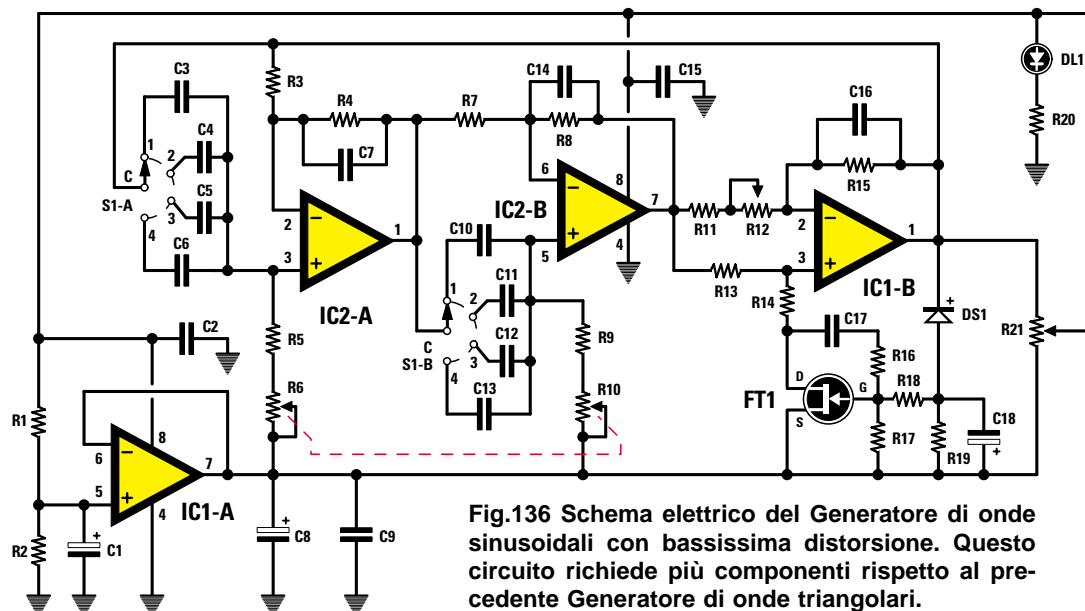 DL1
R20
C3
R3
C14
C15
C16
1
2
C4
R4
R7
R8
R15
C7
C
S1-A
3
C5
4
C6
6
5
8
4
7
IC2-B
R11
R12
2
3
1
IC1-B
2
3
1
IC2-A
C10
1
2
C11
C
S1-B
3
C12
4
C13
R13
R14
C17
R16
DS1
R21
C2
R5
R6
R9
R10
D
G
S
FT1
R18
R17
R19
C18
R1
R2
6
5
8
4
7
IC1-A
C1
C8
C9
Fig.136 Schema elettrico del Generatore di onde
sinusoidali con bassissima distorsione. Questo
circuito richiede più componenti rispetto al pre-
cedente Generatore di onde triangolari.